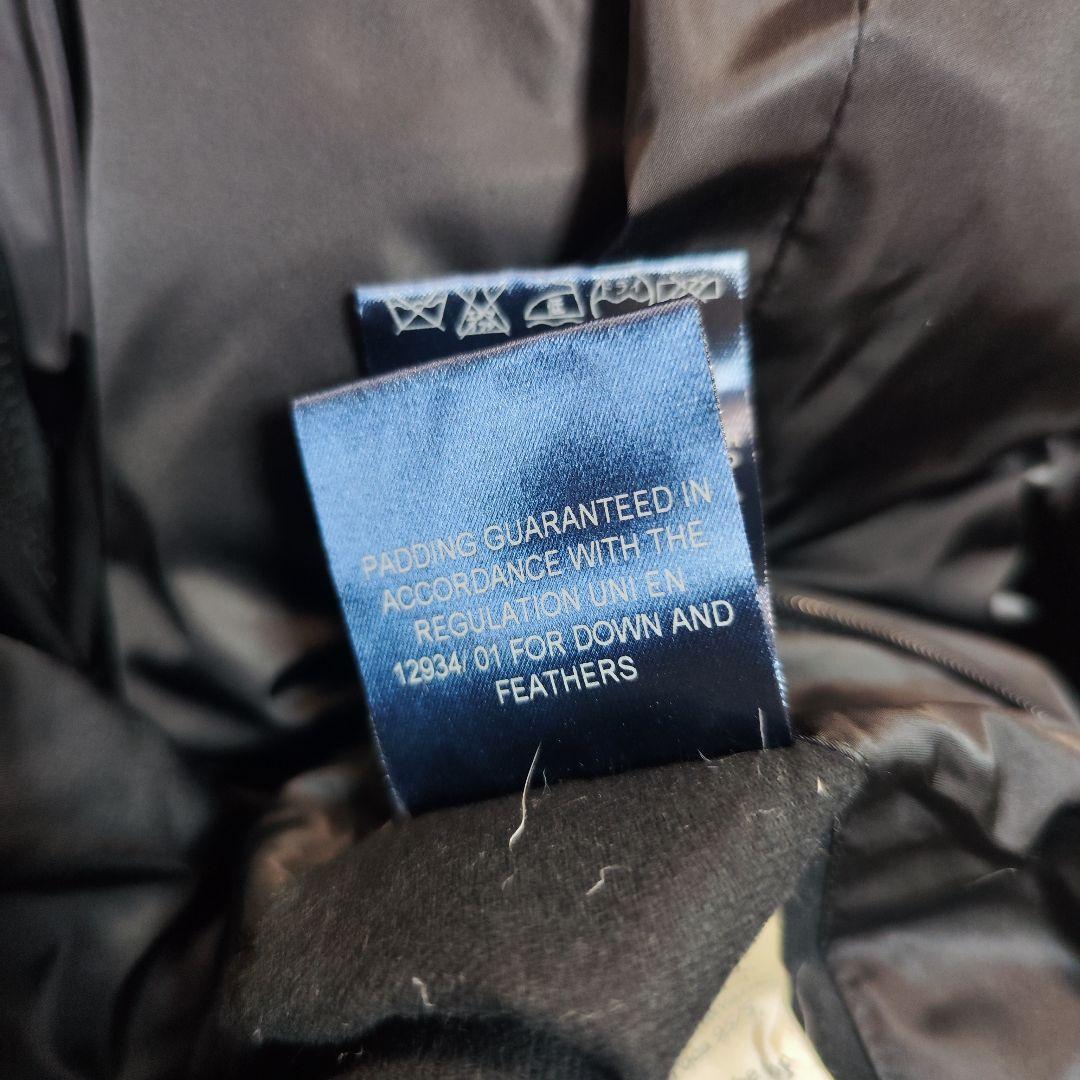 PADDING GUARANTEED IN
ACCORDANCE WITH THE
REGULATION UNI EN
12934/ 01 FOR DOWN AND
FEATHERS